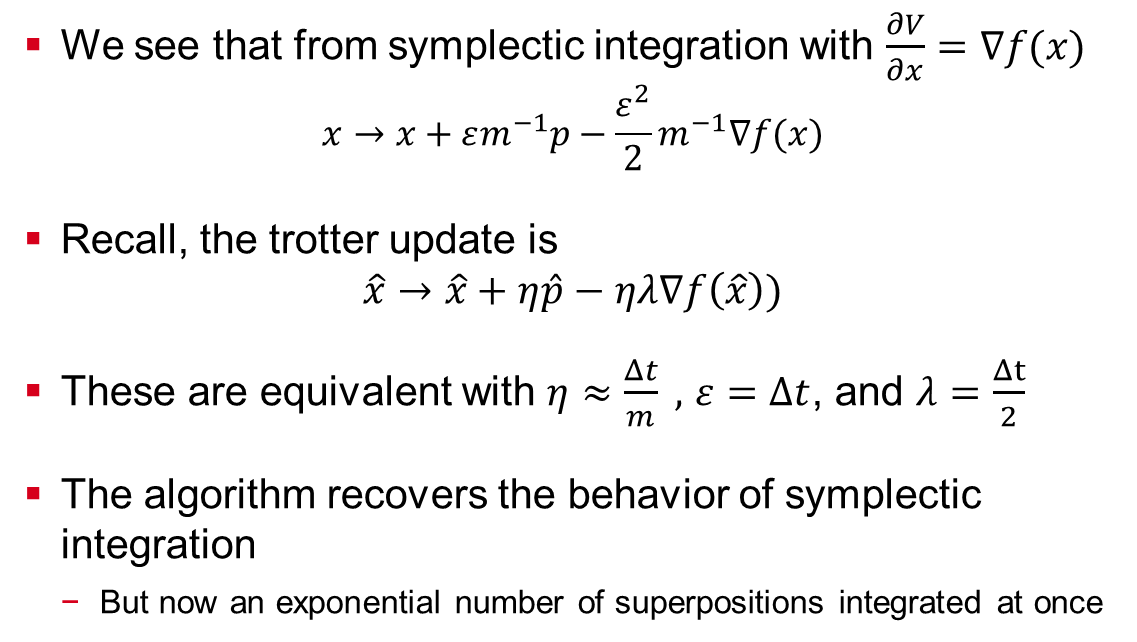 ▪ We see that from symplectic integration with ∂V/∂x = ∇f(x)
x → x + εm⁻¹p − ε²/2 m⁻¹∇f(x)
▪ Recall, the trotter update is
x̂ → x̂ + ηp̂ − ηλ∇f(x̂))
▪ These are equivalent with η ≈ Δt/m , ε = Δt, and λ = Δt/2
▪ The algorithm recovers the behavior of symplectic
integration
− But now an exponential number of superpositions integrated at once